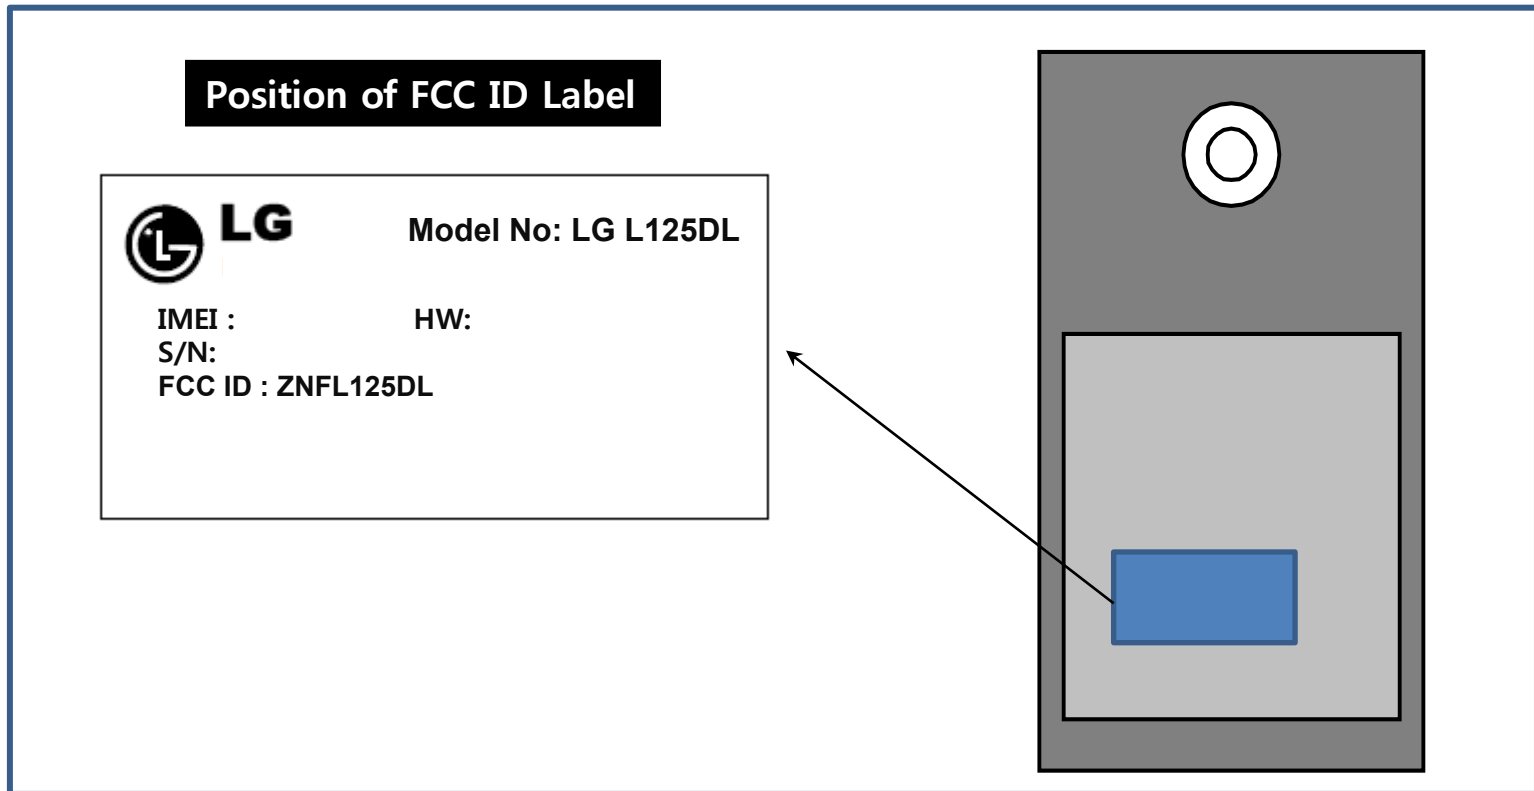 Position of FCC ID Label
LG
Model No: LG L125DL
IMEI : HW:
S/N:
FCC ID : ZNFL125DL